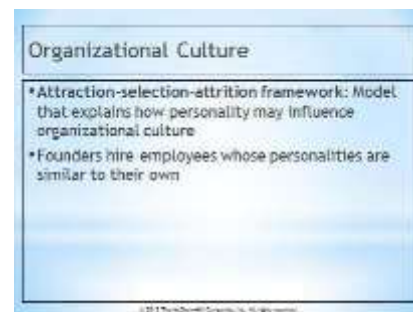 Organizational Culture
•Attraction-selection-attrition framework: Model
that explains how personality may influence
organizational culture
•Founders hire employees whose personalities are
similar to their own